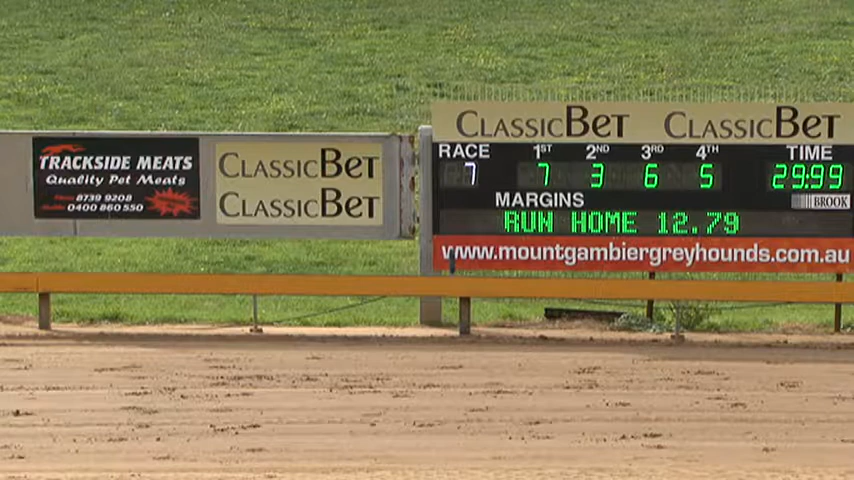 TRACKSIDE MEATS
Quality Pet Meats
8739 9208
0400 860 550
CLASSICBET
CLASSICBET
CLASSICBET CLASSICBET
RACE 1ST 2ND 3RD 4TH TIME
7 7 3 6 5 29:99
MARGINS BROOK
RUN HOME 12.79
www.mountgambiergreyhounds.com.au